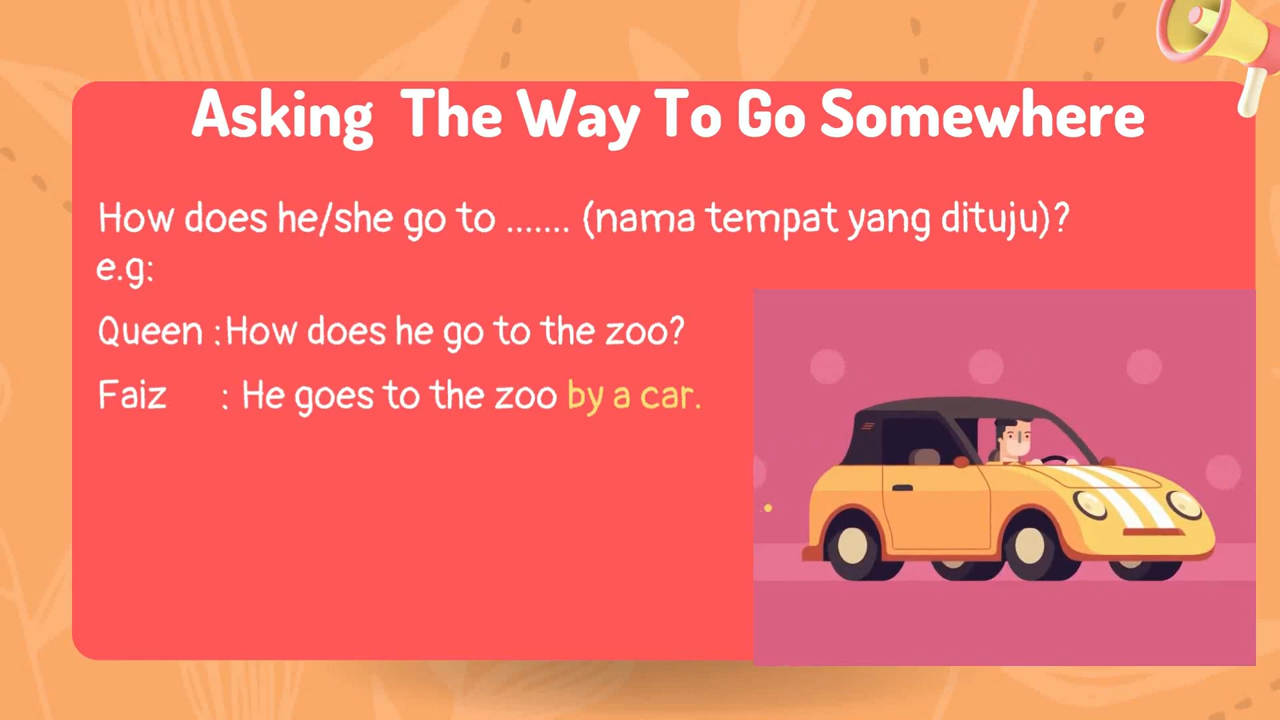 Asking The Way To Go Somewhere
How does he/she go to ....... (nama tempat yang dituju)?
e.g:
Queen :How does he go to the zoo?
Faiz : He goes to the zoo by a car.